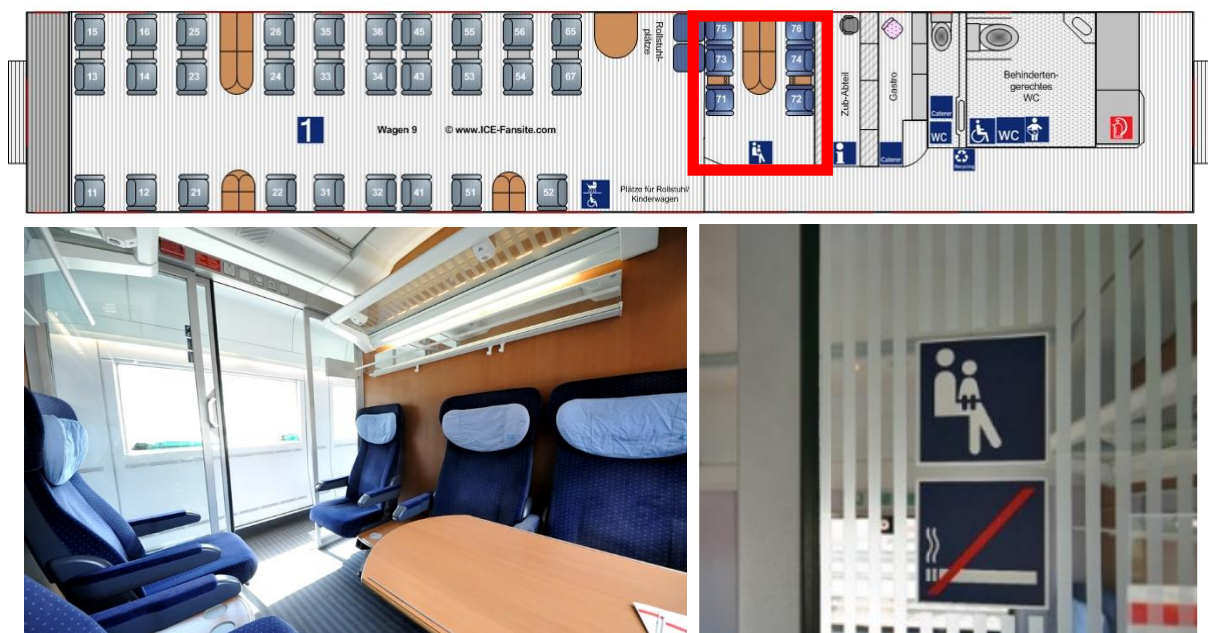 15 16 25 26 35 36 45 55 56 65
Rollstuhl-
plätze
75 76
13 14 23 24 33 34 43 53 54 67
73 74
71 72
Zub-Abteil
Gastro
Behinderten-
gerechtes
WC
1 Wagen 9 © www.ICE-Fansite.com
Caterer
WC
WC
Caterer
11 12 21 22 31 32 41 51 52
Plätze für Rollstuhl/
Kinderwagen